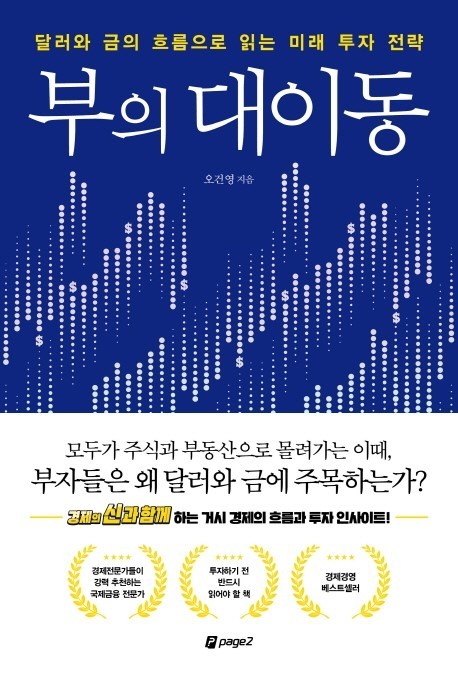 달러와 금의 흐름으로 읽는 미래 투자 전략
부의 대이동
오건영 지음
$
$
$
$
$
$
$
모두가 주식과 부동산으로 몰려가는 이때,
부자들은 왜 달러와 금에 주목하는가?
경제의 신과함께 하는 거시 경제의 흐름과 투자 인사이트!
경제전문가들이
강력 추천하는
국제금융 전문가
투자하기 전
반드시
읽어야 할 책
경제경영
베스트셀러
page2